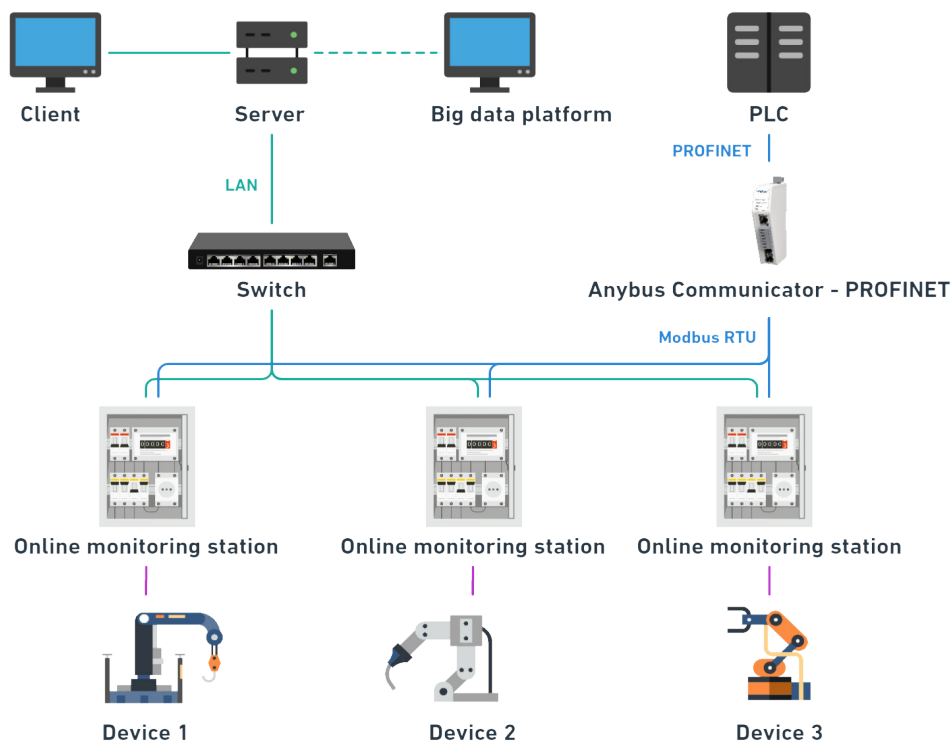 Client
Server
Big data platform
PLC
PROFINET
LAN
Switch
Anybus Communicator - PROFINET
Modbus RTU
Online monitoring station
Online monitoring station
Online monitoring station
Device 1
Device 2
Device 3